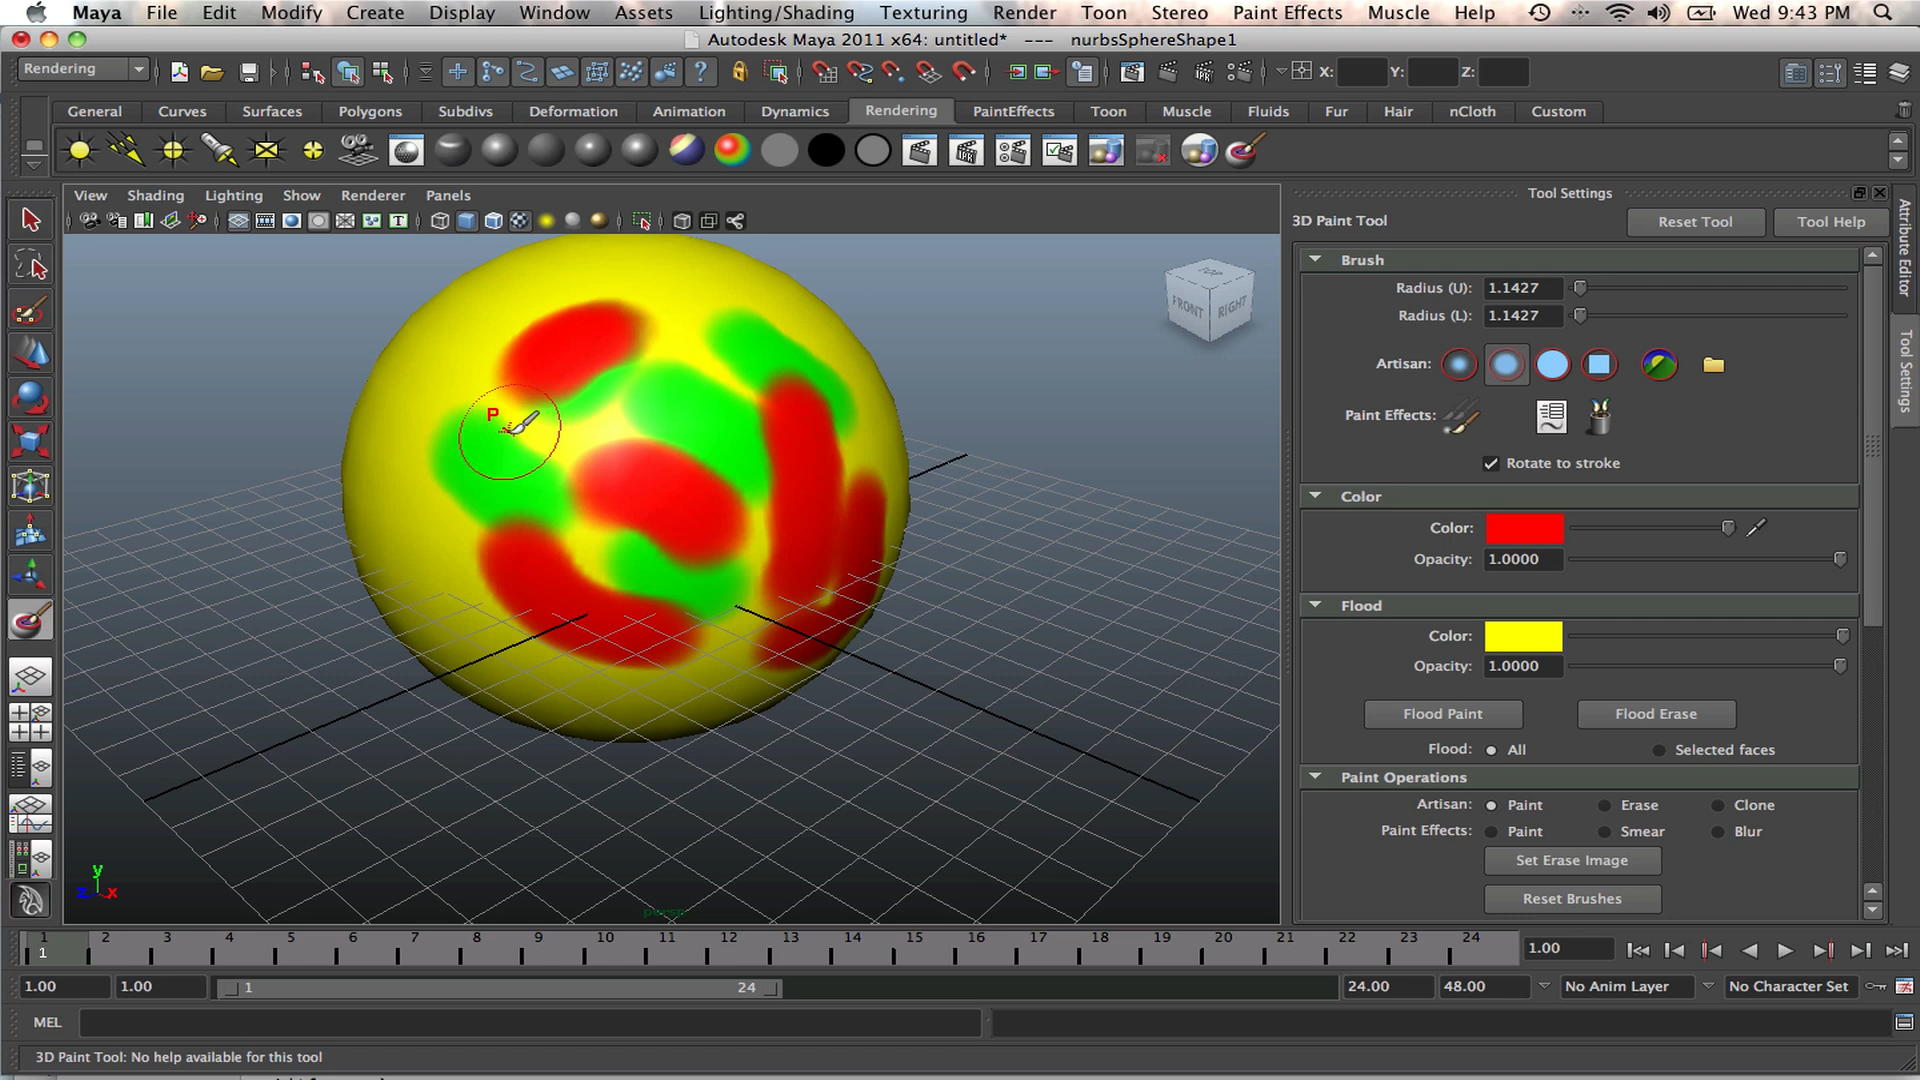 Maya File Edit Modify Create Display Window Assets Lighting/Shading Texturing Render Toon Stereo Paint Effects Muscle Help Wed 9:43 PM
Autodesk Maya 2011 x64: untitled* --- nurbsSphereShape1
Rendering X: Y: Z:
General Curves Surfaces Polygons Subdivs Deformation Animation Dynamics Rendering PaintEffects Toon Muscle Fluids Fur Hair nCloth Custom
View Shading Lighting Show Renderer Panels
Tool Settings
3D Paint Tool Reset Tool Tool Help
Attribute Editor
Tool Settings
Brush
Radius (U): 1.1427
Radius (L): 1.1427
Artisan:
Paint Effects:
Rotate to stroke
Color
Color:
Opacity: 1.0000
Flood
Color:
Opacity: 1.0000
Flood Paint Flood Erase
Flood: All Selected faces
Paint Operations
Artisan: Paint Erase Clone
Paint Effects: Paint Smear Blur
Set Erase Image
Reset Brushes
TOP
FRONT RIGHT
P
y
z x
persp
1 2 3 4 5 6 7 8 9 10 11 12 13 14 15 16 17 18 19 20 21 22 23 24
1 1.00
1.00 1.00 1 24 24.00 48.00 No Anim Layer No Character Set
MEL
3D Paint Tool: No help available for this tool